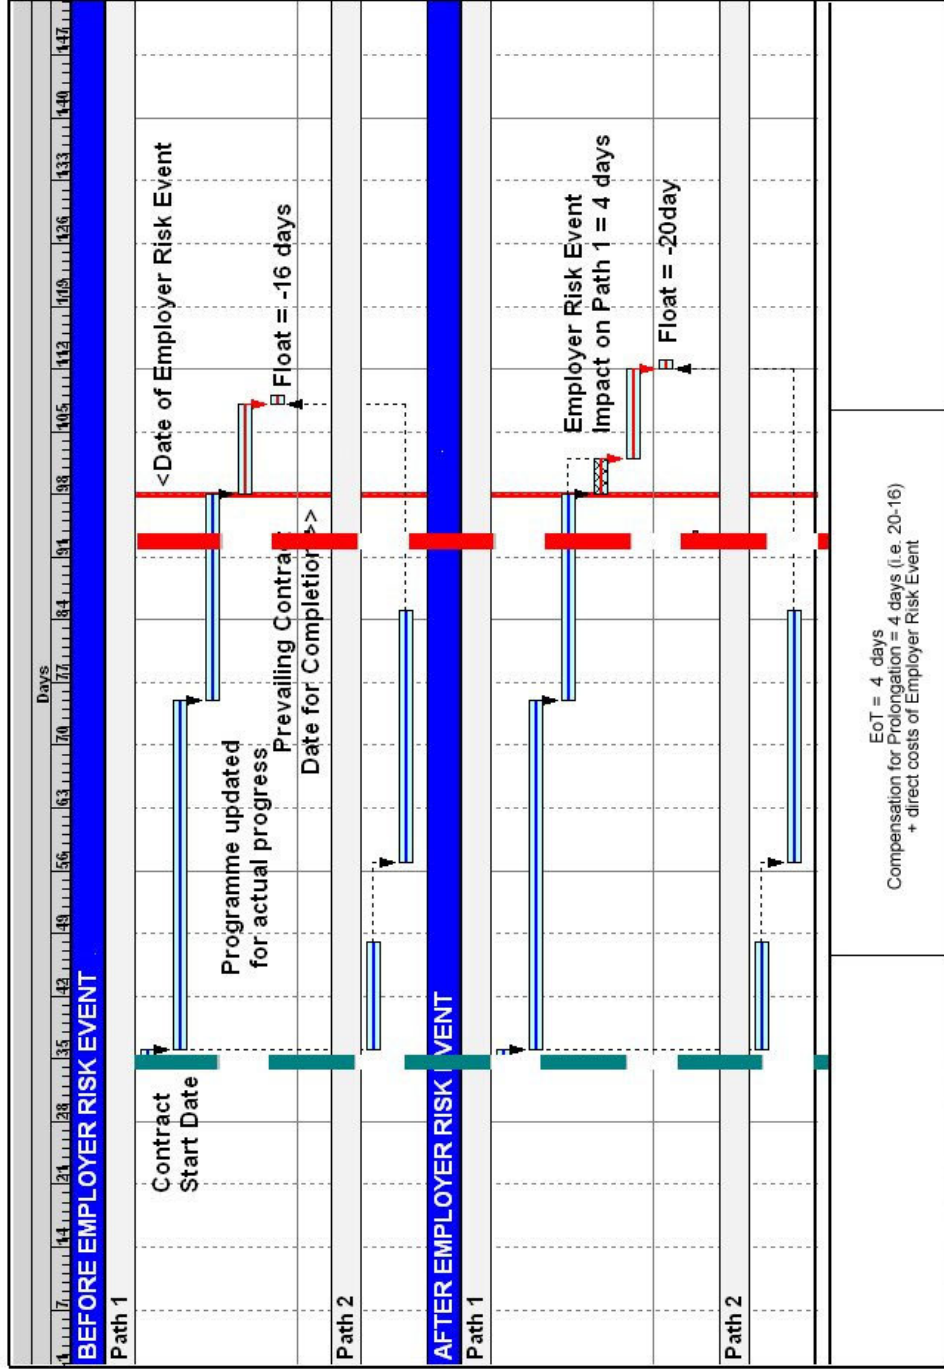 Days
1 7 14 21 28 35 42 49 56 63 70 77 84 91 98 105 112 119 126 133 140 147
BEFORE EMPLOYER RISK EVENT
Path 1
Contract
Start Date
<Date of Employer Risk Event
Programme updated
for actual progress
Float = -16 days
Prevailing Contrac
Date for Completion >>
Path 2
AFTER EMPLOYER RISK VENT
Path 1
Employer Risk Event
Impact on Path 1 = 4 days
Float = -20day
Path 2
EoT = 4 days
Compensation for Prolongation = 4 days (i.e. 20-16)
+ direct costs of Employer Risk Event